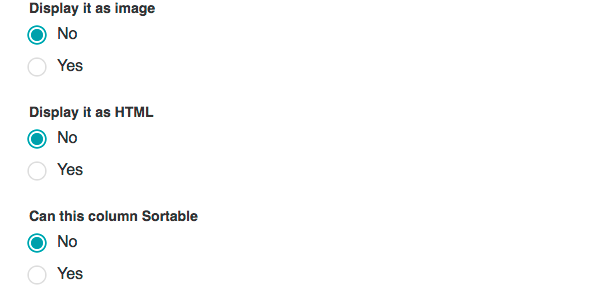 Display it as image
No
Yes
Display it as HTML
No
Yes
Can this column Sortable
No
Yes